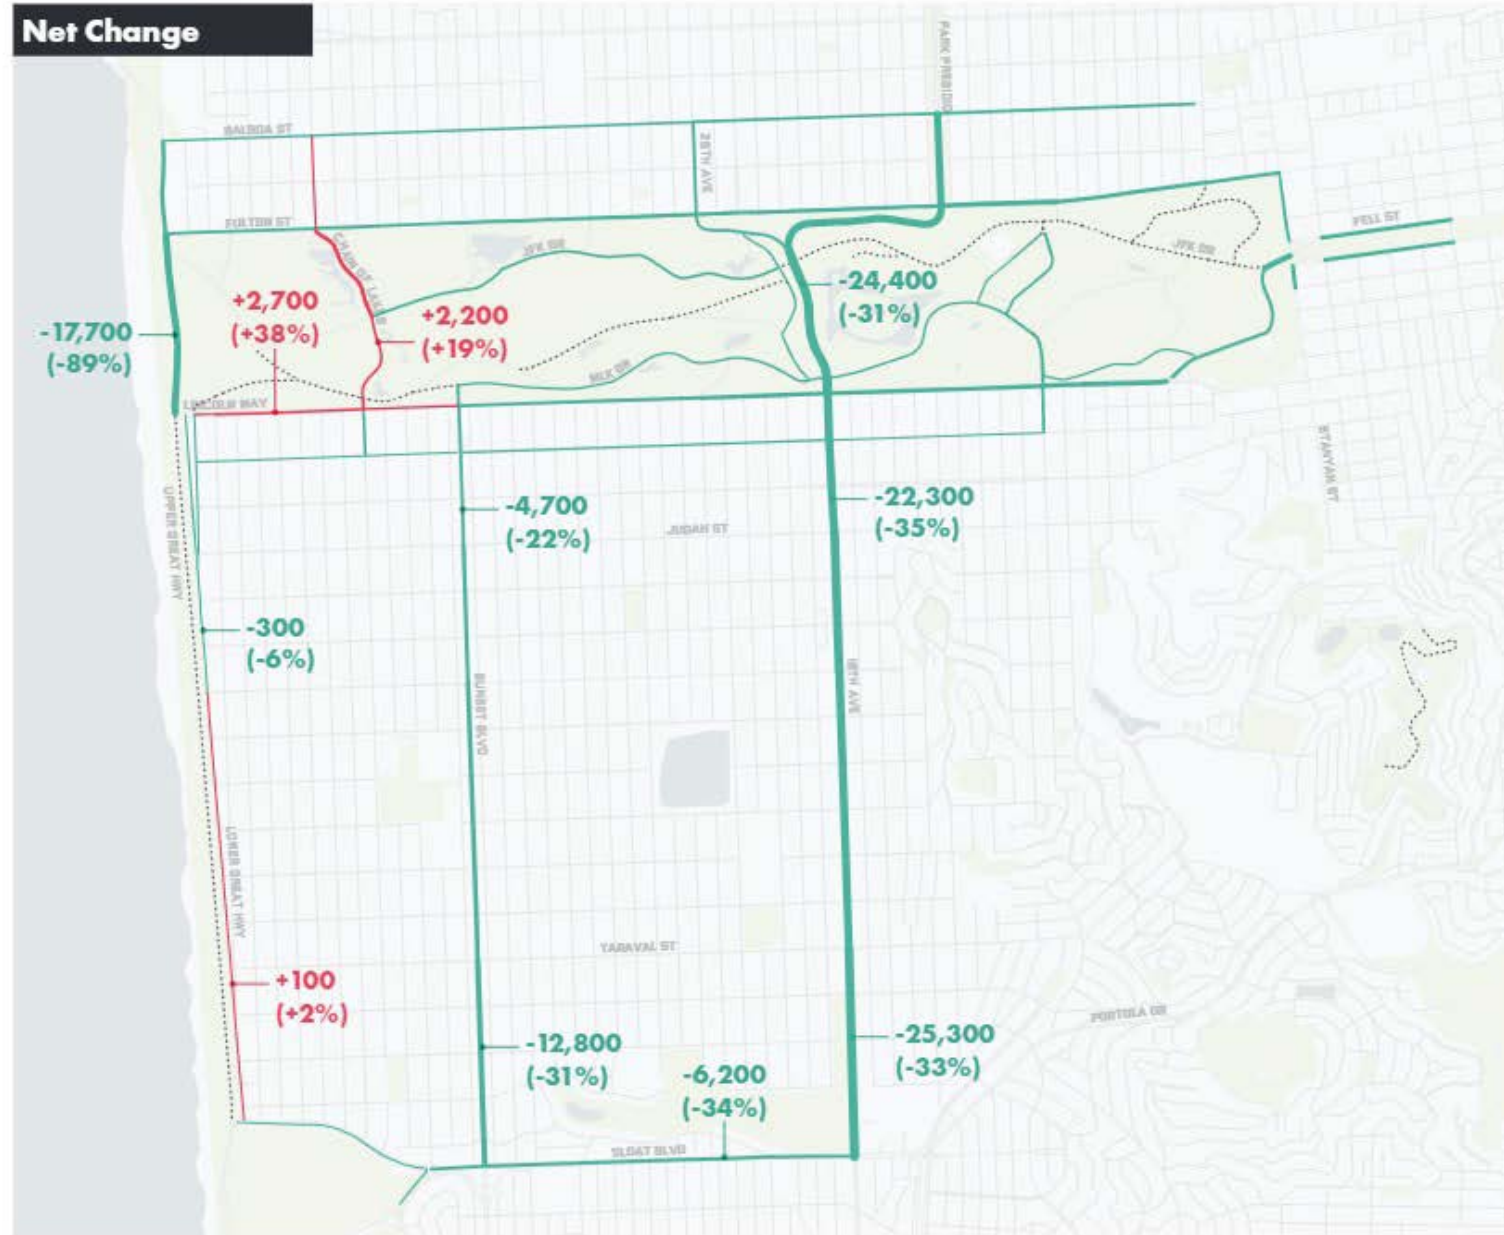 Net Change
PARK PRESIDIO
BALBOA ST
25TH AVE
FULTON ST
FELL ST
CHAIN OF LAKES
JFK DR
JFK DR
-24,400
(-31%)
+2,700
(+38%)
+2,200
(+19%)
-17,700
(-89%)
MLK DR
LINCOLN WAY
STANYAN ST
UPPER GREAT HWY
-4,700
(-22%)
JUDAH ST
-22,300
(-35%)
-300
(-6%)
SUNSET BLVD
19TH AVE
LOWER GREAT HWY
TARAVAL ST
+100
(+2%)
PORTOLA DR
-12,800
(-31%)
-6,200
(-34%)
-25,300
(-33%)
SLOAT BLVD